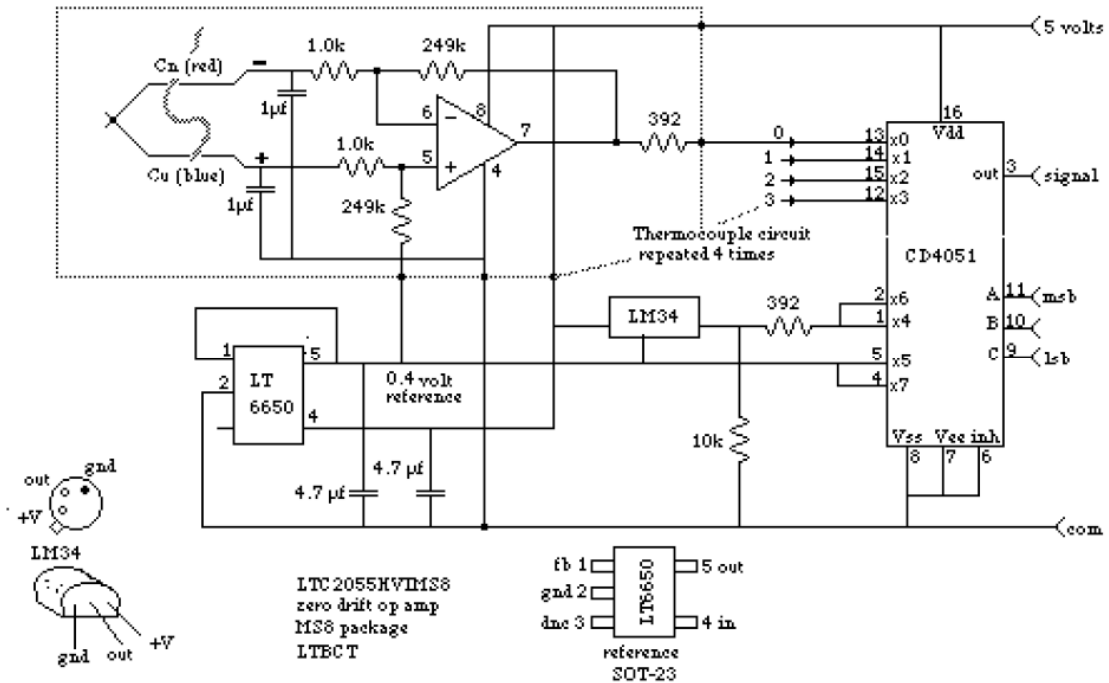 5 volts
Cn (red)
-
1.0k
249k
1µf
6
-
8
7
392
16
Vdd
0
13
x0
1
14
x1
2
15
x2
3
12
x3
out
3
signal
1.0k
5
+
4
+
Cu (blue)
1µf
249k
Thermocouple circuit
repeated 4 times
CD4051
LM34
392
2
x6
A
11
msb
1
x4
B
10
1
5
5
x5
C
9
lsb
2
LT
6650
0.4 volt
reference
4
x7
4
10k
Vss
Vee
inh
8
7
6
4.7 µf
4.7 µf
com
out
gnd
+V
LM34
gnd
out
+V
LTC2055HVIMS8
zero drift op amp
MS8 package
LTBCT
fb 1
gnd 2
dnc 3
LT6650
5 out
4 in
reference
SOT-23